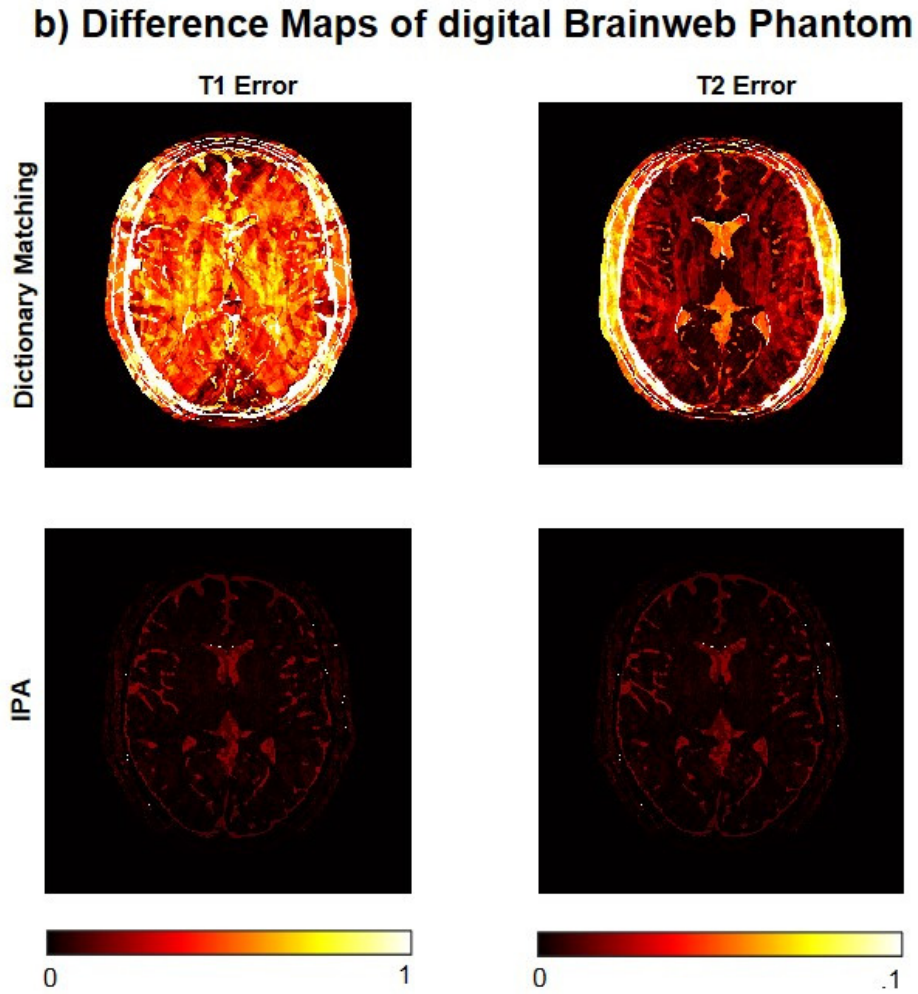 b) Difference Maps of digital Brainweb Phantom
T1 Error
T2 Error
Dictionary Matching
IPA
0
1
0
.1